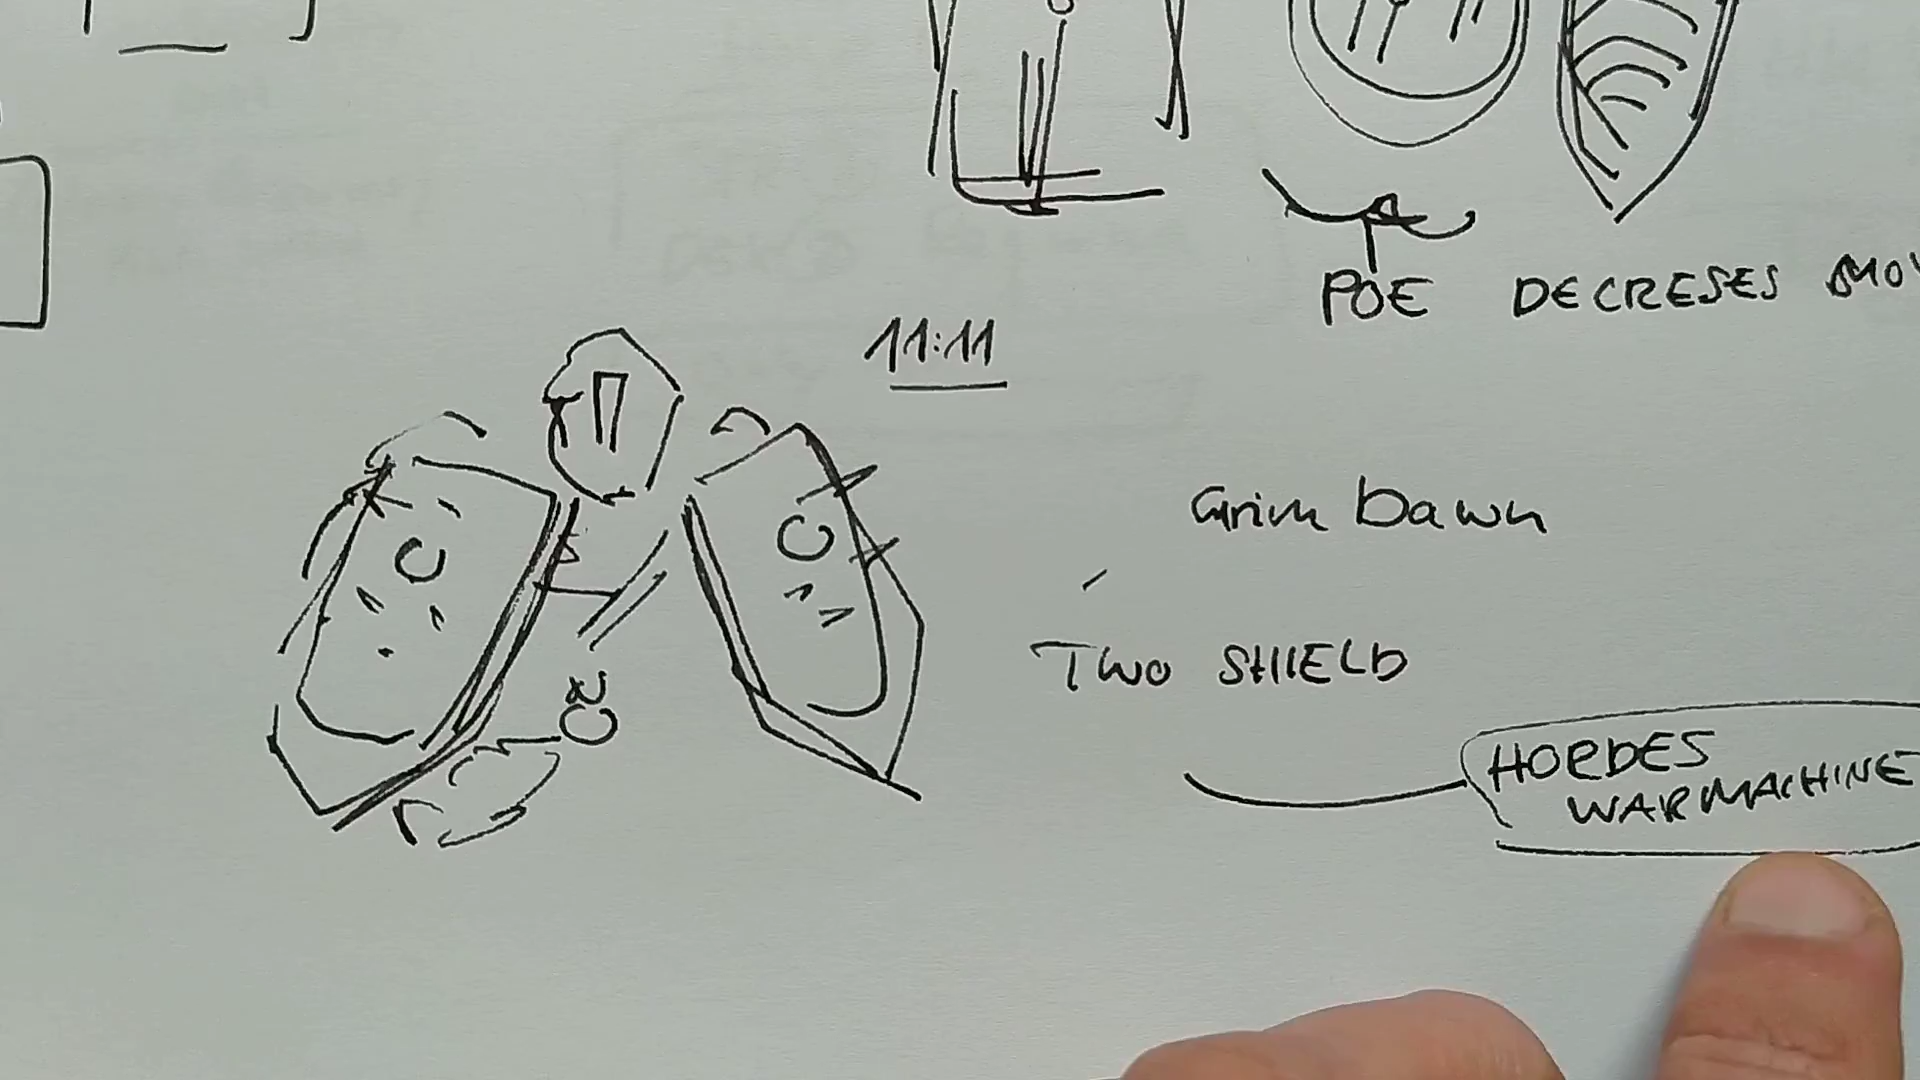 POE DECRESES
11:11
Grim Dawn
TWO SHIELD
HORDES
WARMACHINE